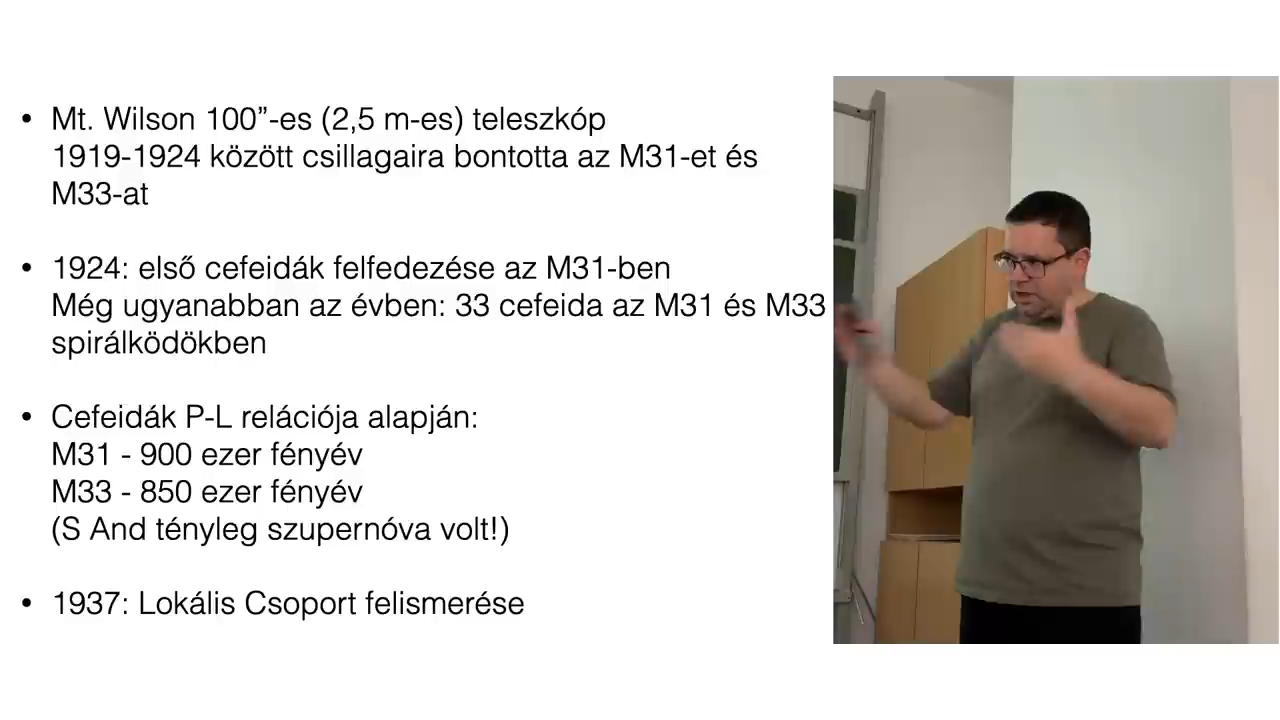 • Mt. Wilson 100”-es (2,5 m-es) teleszkóp
1919-1924 között csillagaira bontotta az M31-et és
M33-at
• 1924: első cefeidák felfedezése az M31-ben
Még ugyanabban az évben: 33 cefeida az M31 és M33
spirálködökben
• Cefeidák P-L relációja alapján:
M31 - 900 ezer fényév
M33 - 850 ezer fényév
(S And tényleg szupernóva volt!)
• 1937: Lokális Csoport felismerése